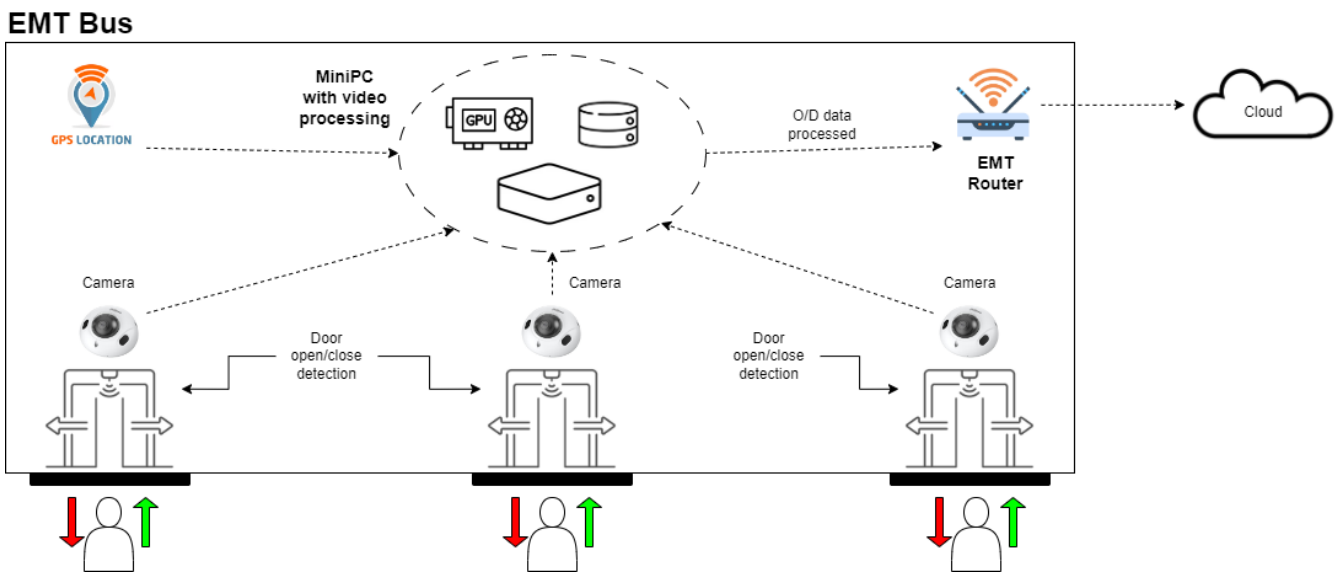 EMT Bus
GPS LOCATION
MiniPC
with video
processing
GPU
O/D data
processed
EMT
Router
Cloud
Camera
Camera
Camera
Door
open/close
detection
Door
open/close
detection